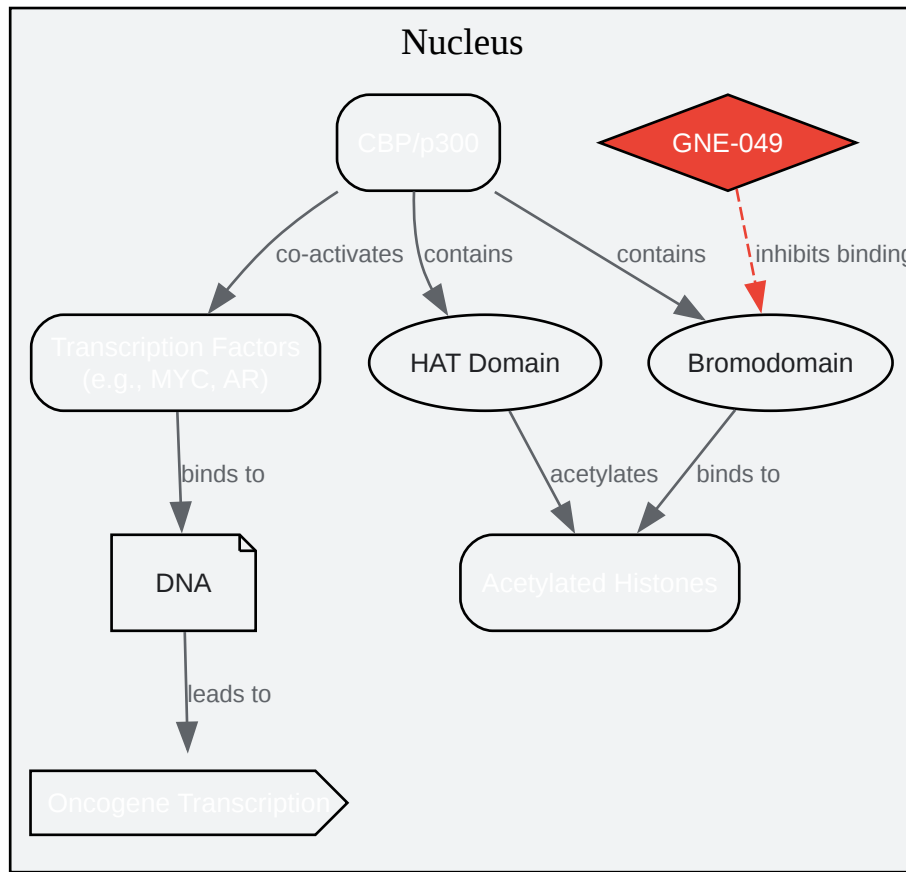 Nucleus
CBP/p300
GNE-049
co-activates
contains
contains
inhibits binding
Transcription Factors
(e.g., MYC, AR)
HAT Domain
Bromodomain
binds to
acetylates
binds to
DNA
Acetylated Histones
leads to
Oncogene Transcription